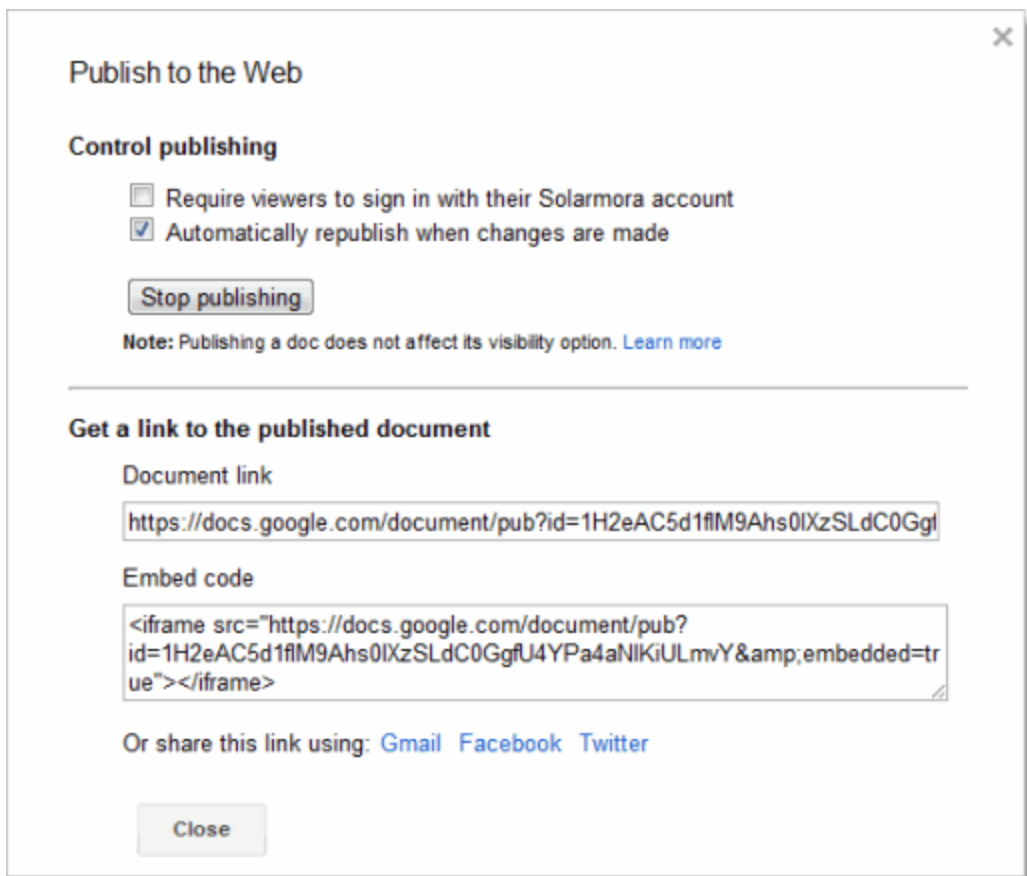 Publish to the Web
Control publishing
Require viewers to sign in with their Solarmora account
Automatically republish when changes are made
Stop publishing
Note: Publishing a doc does not affect its visibility option. Learn more
Get a link to the published document
Document link
https://docs.google.com/document/pub?id=1H2eAC5d1flM9Ahs0lXzSLdC0Ggf
Embed code
<iframe src="https://docs.google.com/document/pub?
id=1H2eAC5d1flM9Ahs0lXzSLdC0GgfU4YPa4aNlKiULmvY&amp;embedded=tr
ue"></iframe>
Or share this link using: Gmail Facebook Twitter
Close